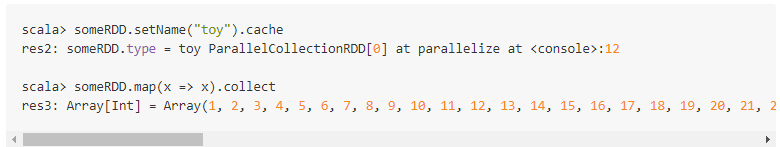 scala> someRDD.setName("toy").cache
res2: someRDD.type = toy ParallelCollectionRDD[0] at parallelize at <console>:12
scala> someRDD.map(x => x).collect
res3: Array[Int] = Array(1, 2, 3, 4, 5, 6, 7, 8, 9, 10, 11, 12, 13, 14, 15, 16, 17, 18, 19, 20, 21, 2